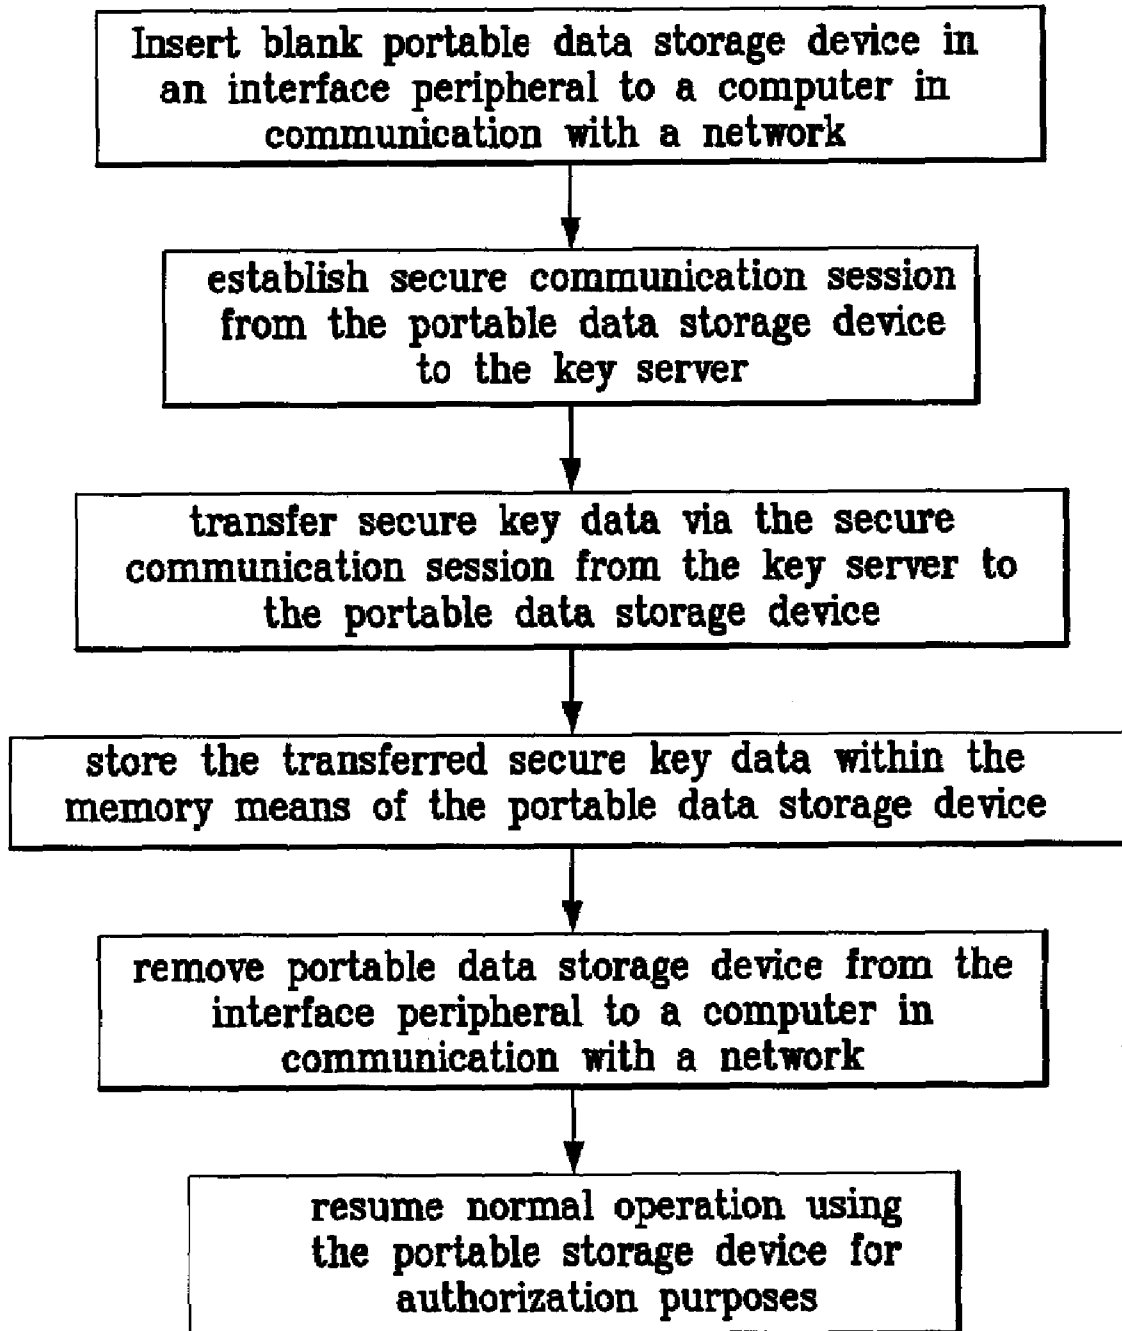 Insert blank portable data storage device in
an interface peripheral to a computer in
communication with a network
establish secure communication session
from the portable data storage device
to the key server
transfer secure key data via the secure
communication session from the key server to
the portable data storage device
store the transferred secure key data within the
memory means of the portable data storage device
remove portable data storage device from the
interface peripheral to a computer in
communication with a network
resume normal operation using
the portable storage device for
authorization purposes